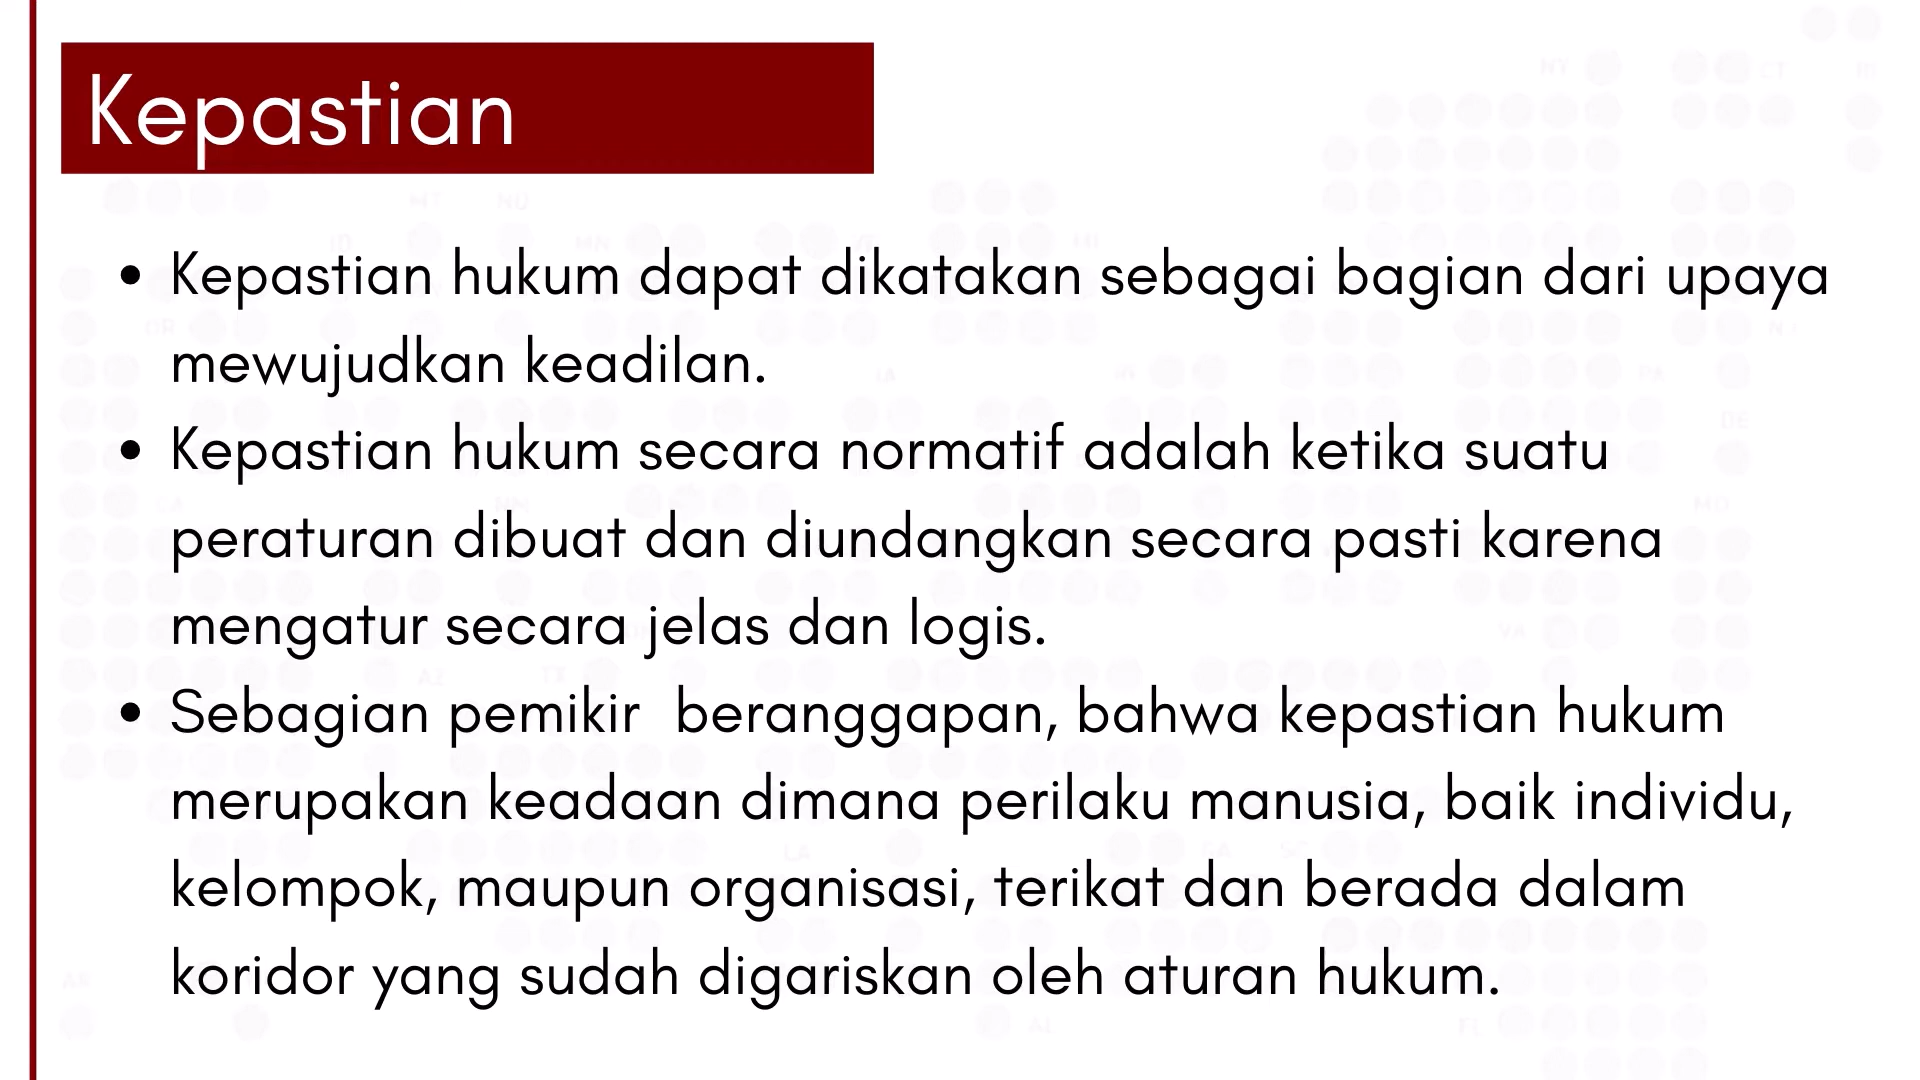 Kepastian
• Kepastian hukum dapat dikatakan sebagai bagian dari upaya
mewujudkan keadilan.
• Kepastian hukum secara normatif adalah ketika suatu
peraturan dibuat dan diundangkan secara pasti karena
mengatur secara jelas dan logis.
• Sebagian pemikir  beranggapan, bahwa kepastian hukum
merupakan keadaan dimana perilaku manusia, baik individu,
kelompok, maupun organisasi, terikat dan berada dalam
koridor yang sudah digariskan oleh aturan hukum.